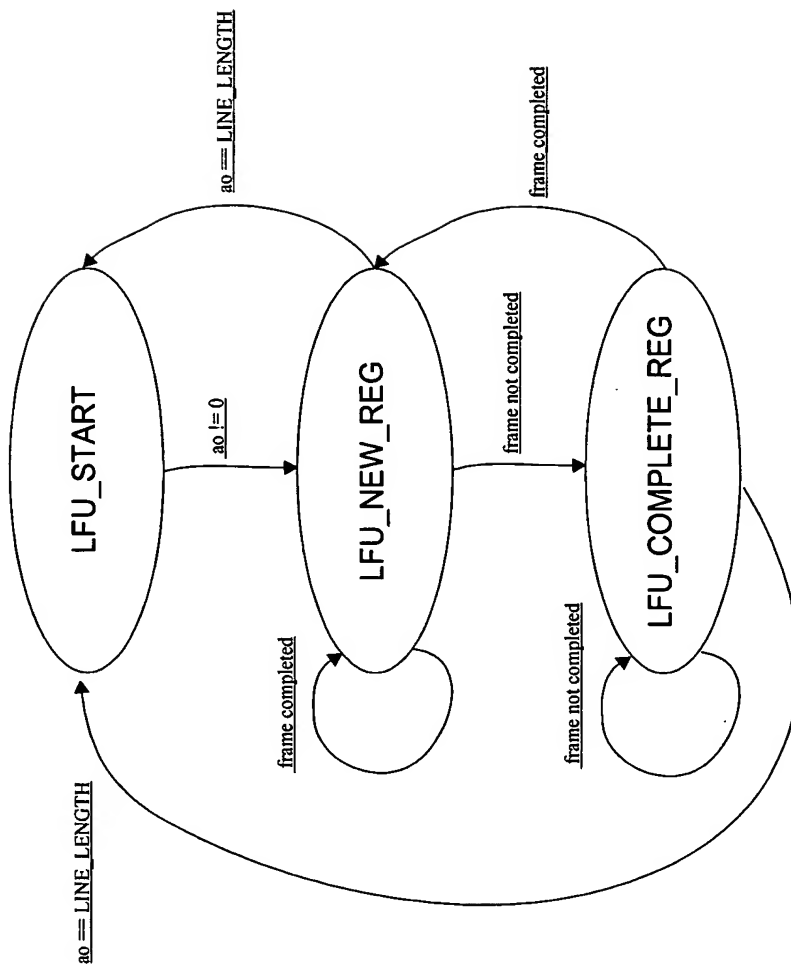 ao == LINE_LENGTH
LFU_START
ao != 0
ao == LINE_LENGTH
frame completed
LFU_NEW_REG
frame not completed
frame completed
frame not completed
LFU_COMPLETE_REG